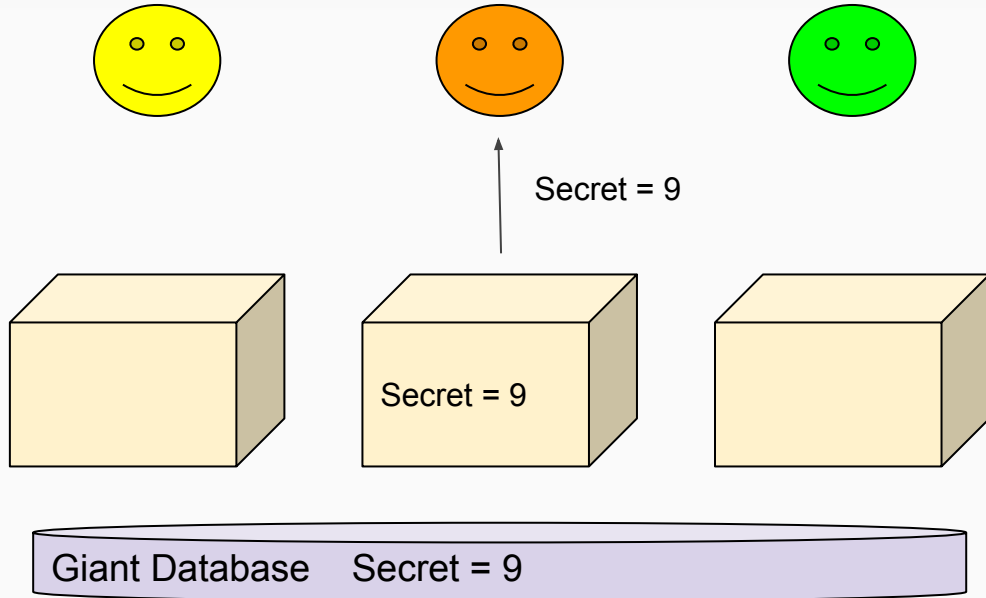 Secret = 9
Secret = 9
Giant Database Secret = 9